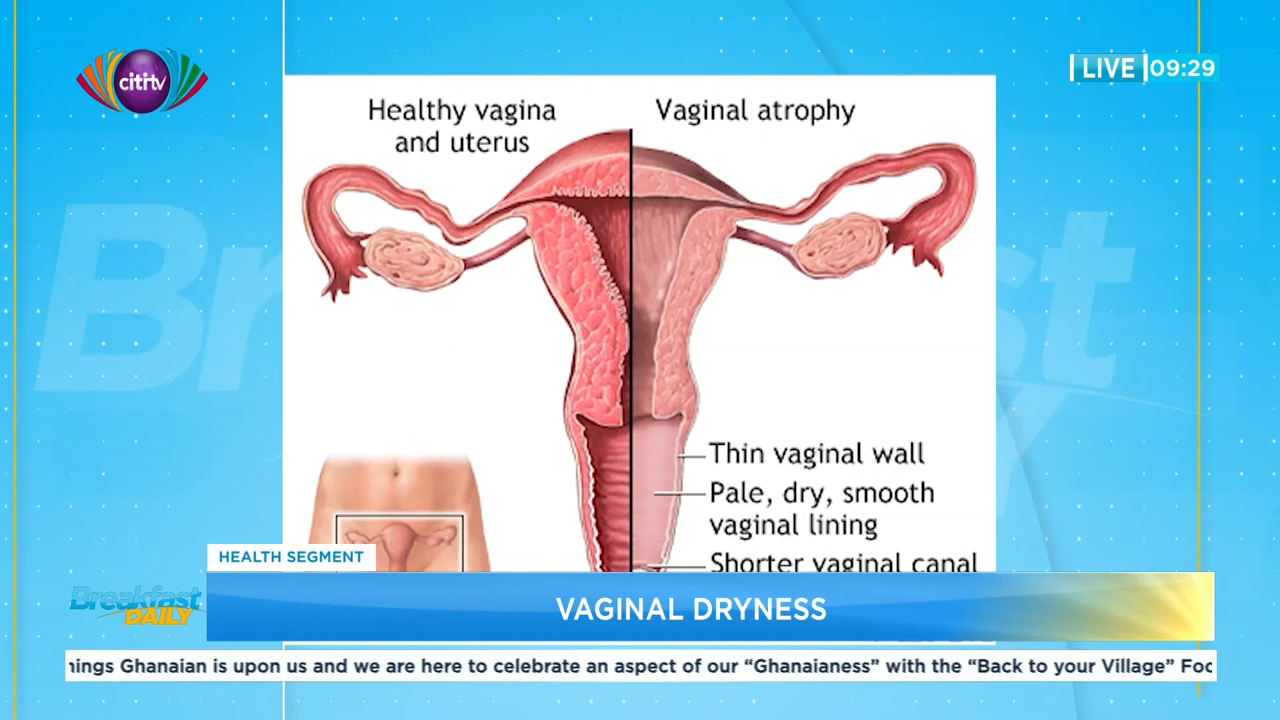 citi tv
LIVE 09:29
Healthy vagina
and uterus
Vaginal atrophy
Thin vaginal wall
Pale, dry, smooth
vaginal lining
Shorter vaginal canal
HEALTH SEGMENT
Breakfast
DAILY
VAGINAL DRYNESS
ings Ghanaian is upon us and we are here to celebrate an aspect of our “Ghanaianess” with the “Back to your Village” Foo